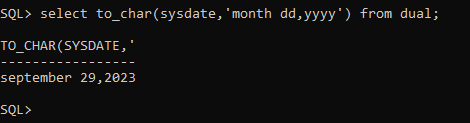 SQL> select to_char(sysdate,'month dd,yyyy') from dual;
TO_CHAR(SYSDATE,'
-----------------
september 29,2023
SQL>